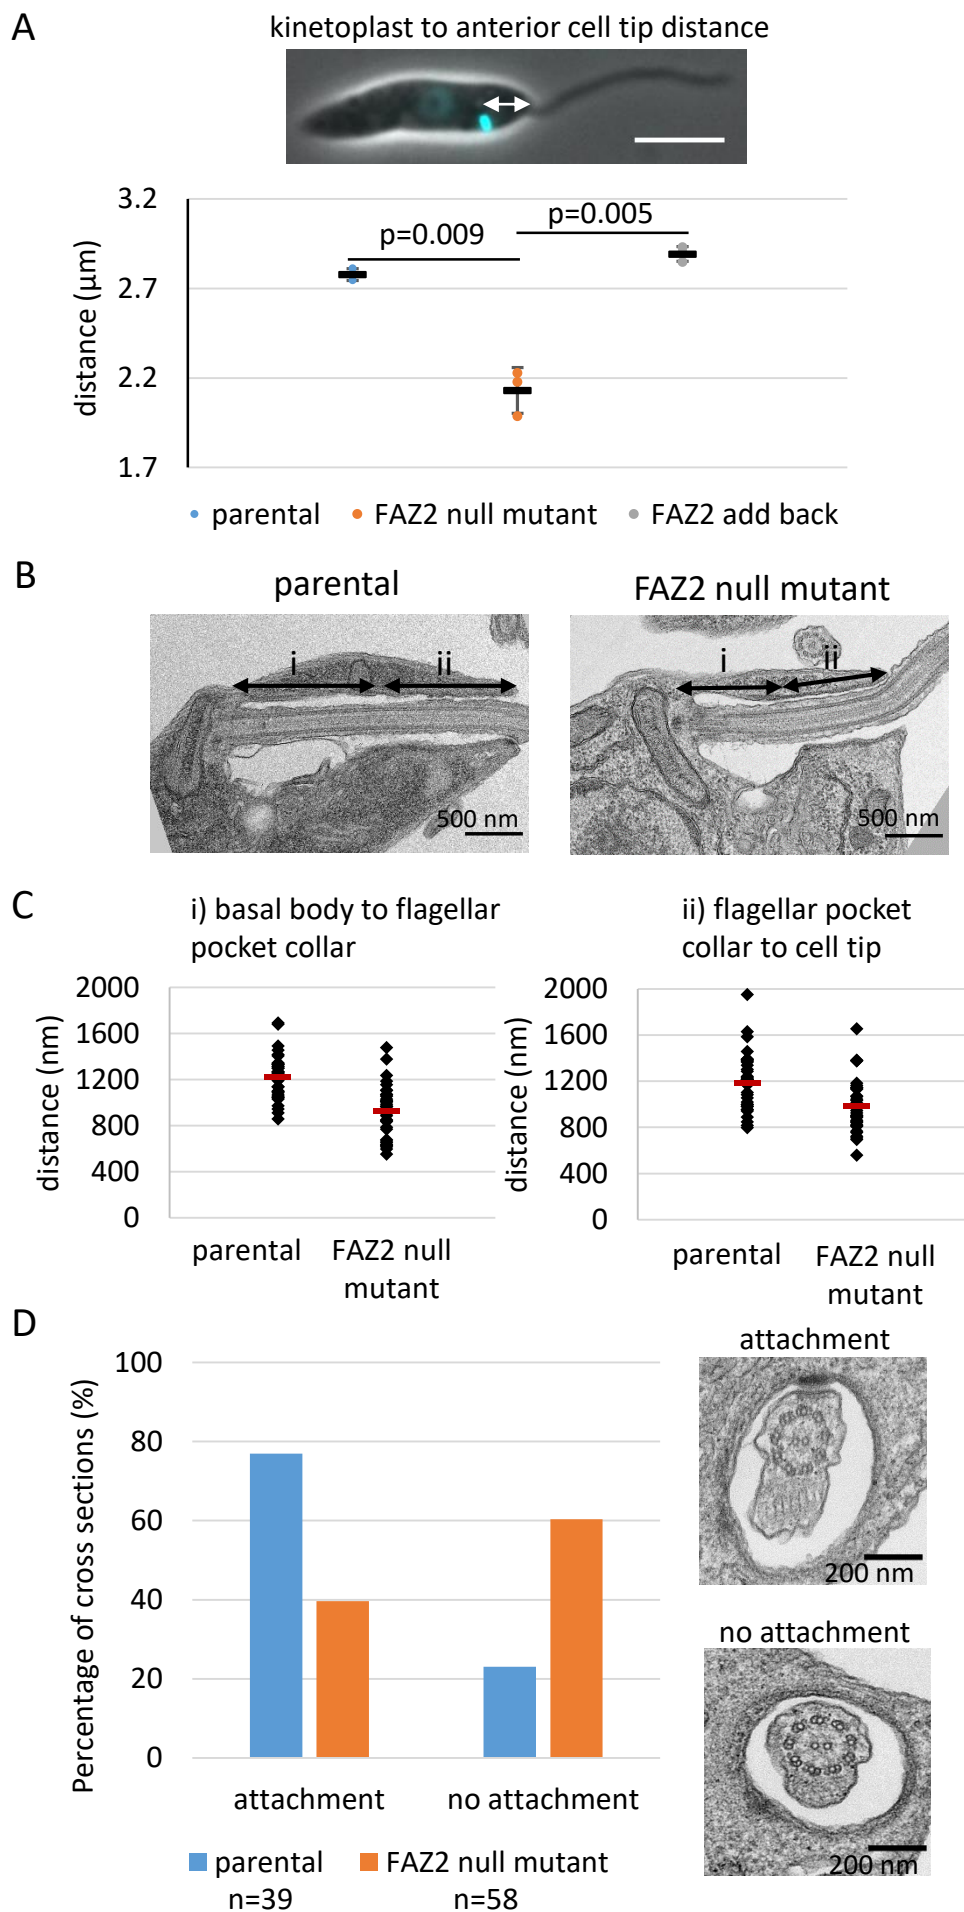 A
kinetoplast to anterior cell tip distance
3.2
2.7
2.2
1.7
distance (µm)
p=0.009
p=0.005
parental
FAZ2 null mutant
FAZ2 add back
B
parental
FAZ2 null mutant
i
ii
500 nm
i
ii
500 nm
C
i) basal body to flagellar
pocket collar
2000
1600
1200
800
400
0
distance (nm)
parental
FAZ2 null
mutant
ii) flagellar pocket
collar to cell tip
2000
1600
1200
800
400
0
distance (nm)
parental
FAZ2 null
mutant
D
100
80
60
40
20
0
Percentage of cross sections (%)
attachment
no attachment
parental
n=39
FAZ2 null mutant
n=58
attachment
200 nm
no attachment
200 nm